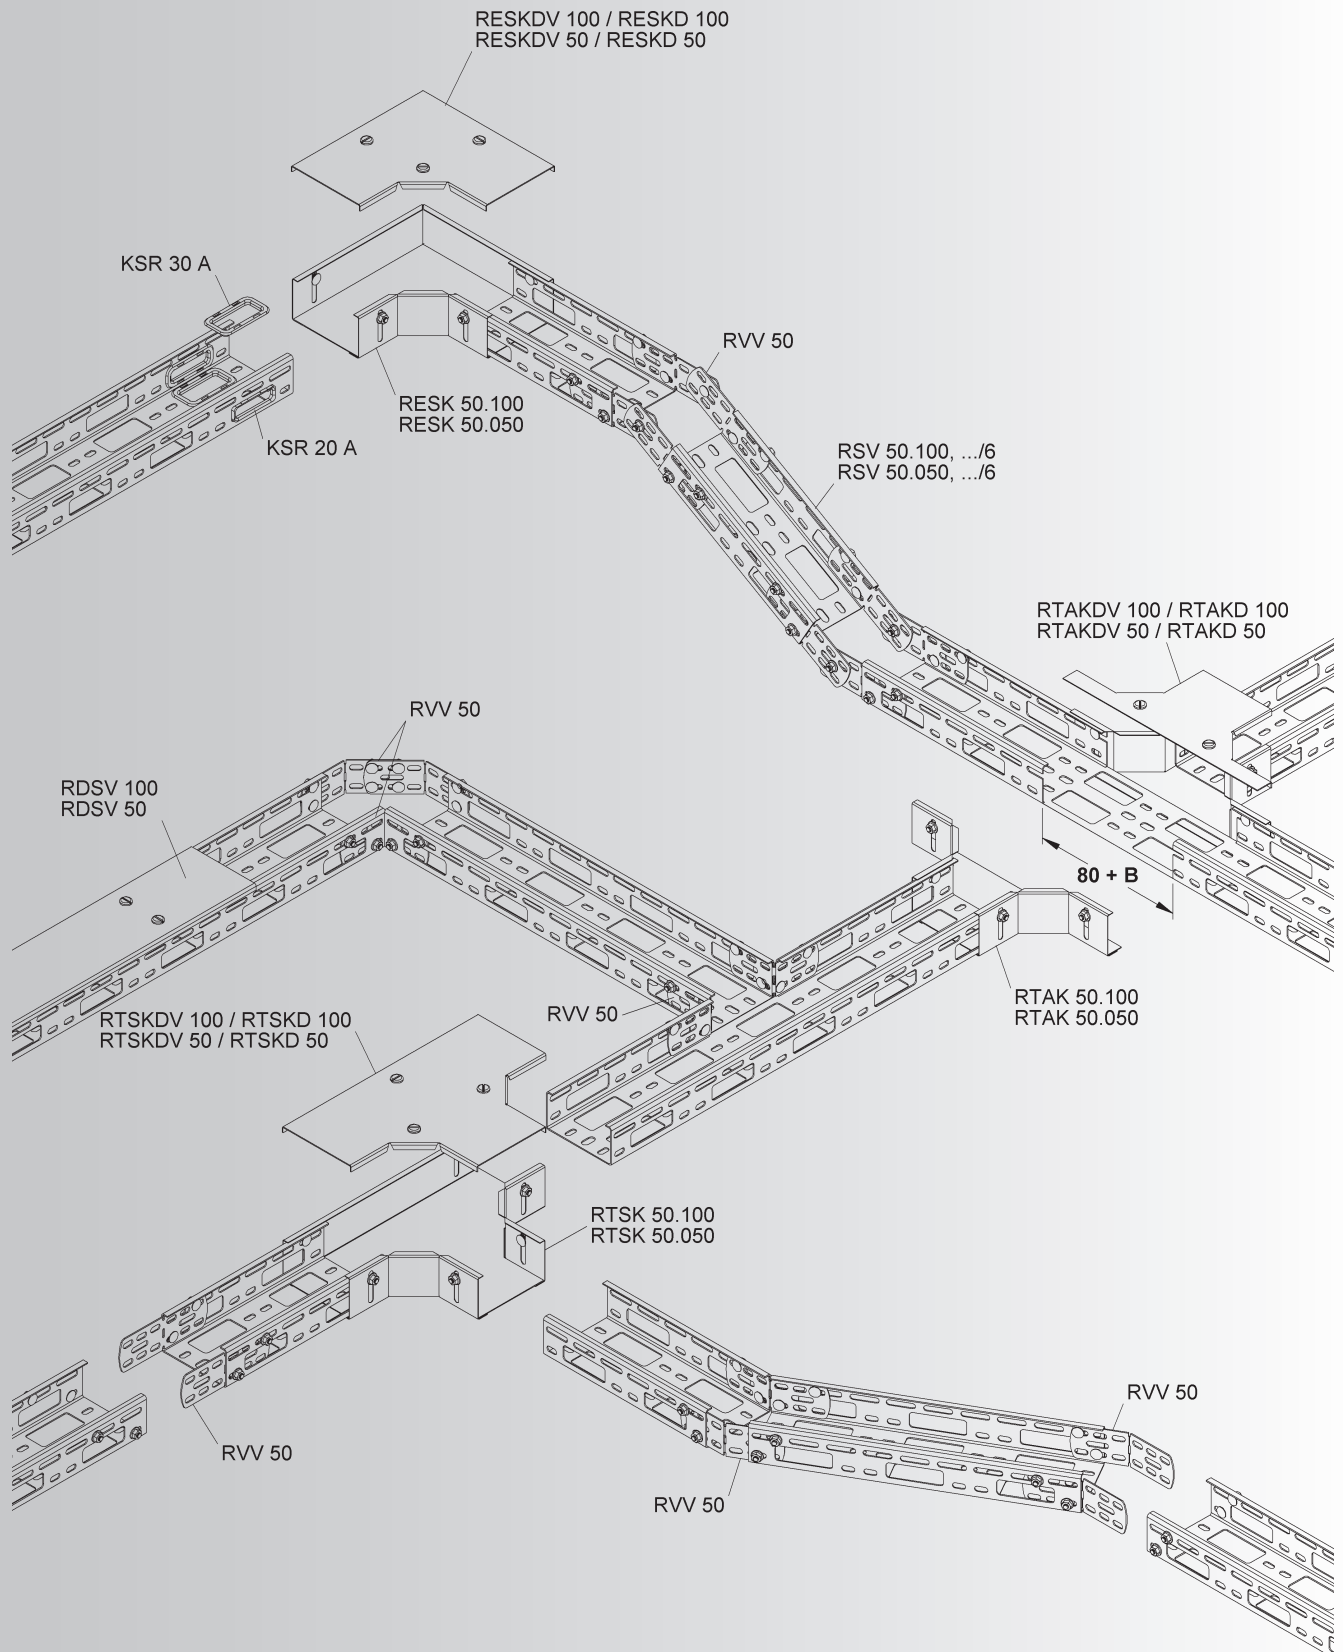 RESKDV 100 / RESKD 100
RESKDV 50 / RESKD 50
KSR 30 A
RVV 50
RESK 50.100
RESK 50.050
KSR 20 A
RSV 50.100, .../6
RSV 50.050, .../6
RTAKDV 100 / RTAKD 100
RTAKDV 50 / RTAKD 50
RVV 50
RDSV 100
RDSV 50
80 + B
RTAK 50.100
RTAK 50.050
RVV 50
RTSKDV 100 / RTSKD 100
RTSKDV 50 / RTSKD 50
RTSK 50.100
RTSK 50.050
RVV 50
RVV 50
RVV 50